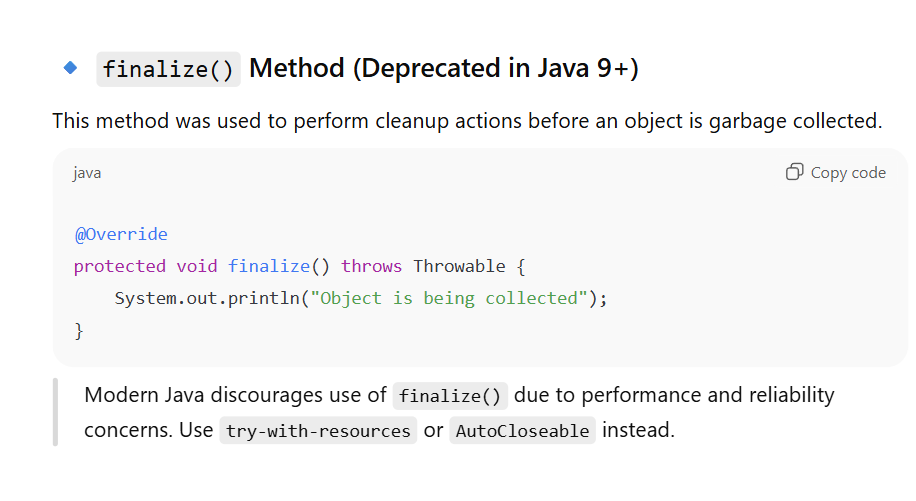 finalize() Method (Deprecated in Java 9+)
This method was used to perform cleanup actions before an object is garbage collected.
java
Copy code
@Override
protected void finalize() throws Throwable {
    System.out.println("Object is being collected");
}
Modern Java discourages use of finalize() due to performance and reliability
concerns. Use try-with-resources or AutoCloseable instead.